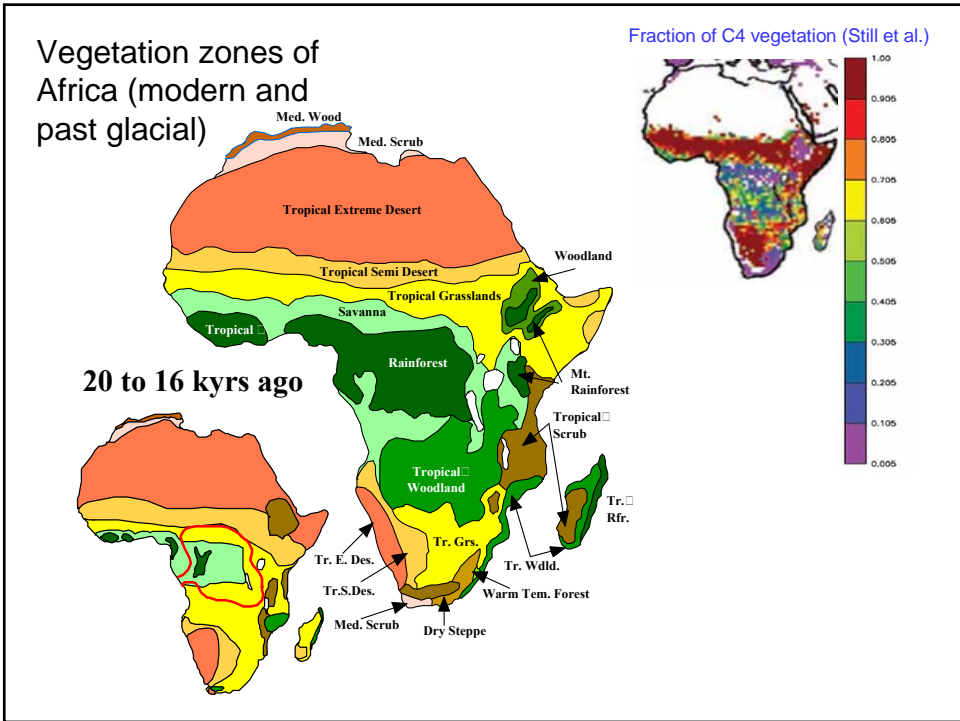 Vegetation zones of
Africa (modern and
past glacial)
Fraction of C4 vegetation (Still et al.)
1.00
0.905
0.805
0.705
0.605
0.505
0.405
0.305
0.205
0.105
0.005
Med. Wood
Med. Scrub
Tropical Extreme Desert
Tropical Semi Desert
Woodland
Tropical Grasslands
Savanna
Tropical □
Rainforest
Mt.
Rainforest
20 to 16 kyrs ago
Tropical□
Scrub
Tropical□
Woodland
Tr.□
Rfr.
Tr. Grs.
Tr. E. Des.
Tr. Wdld.
Tr.S.Des.
Warm Tem. Forest
Med. Scrub
Dry Steppe